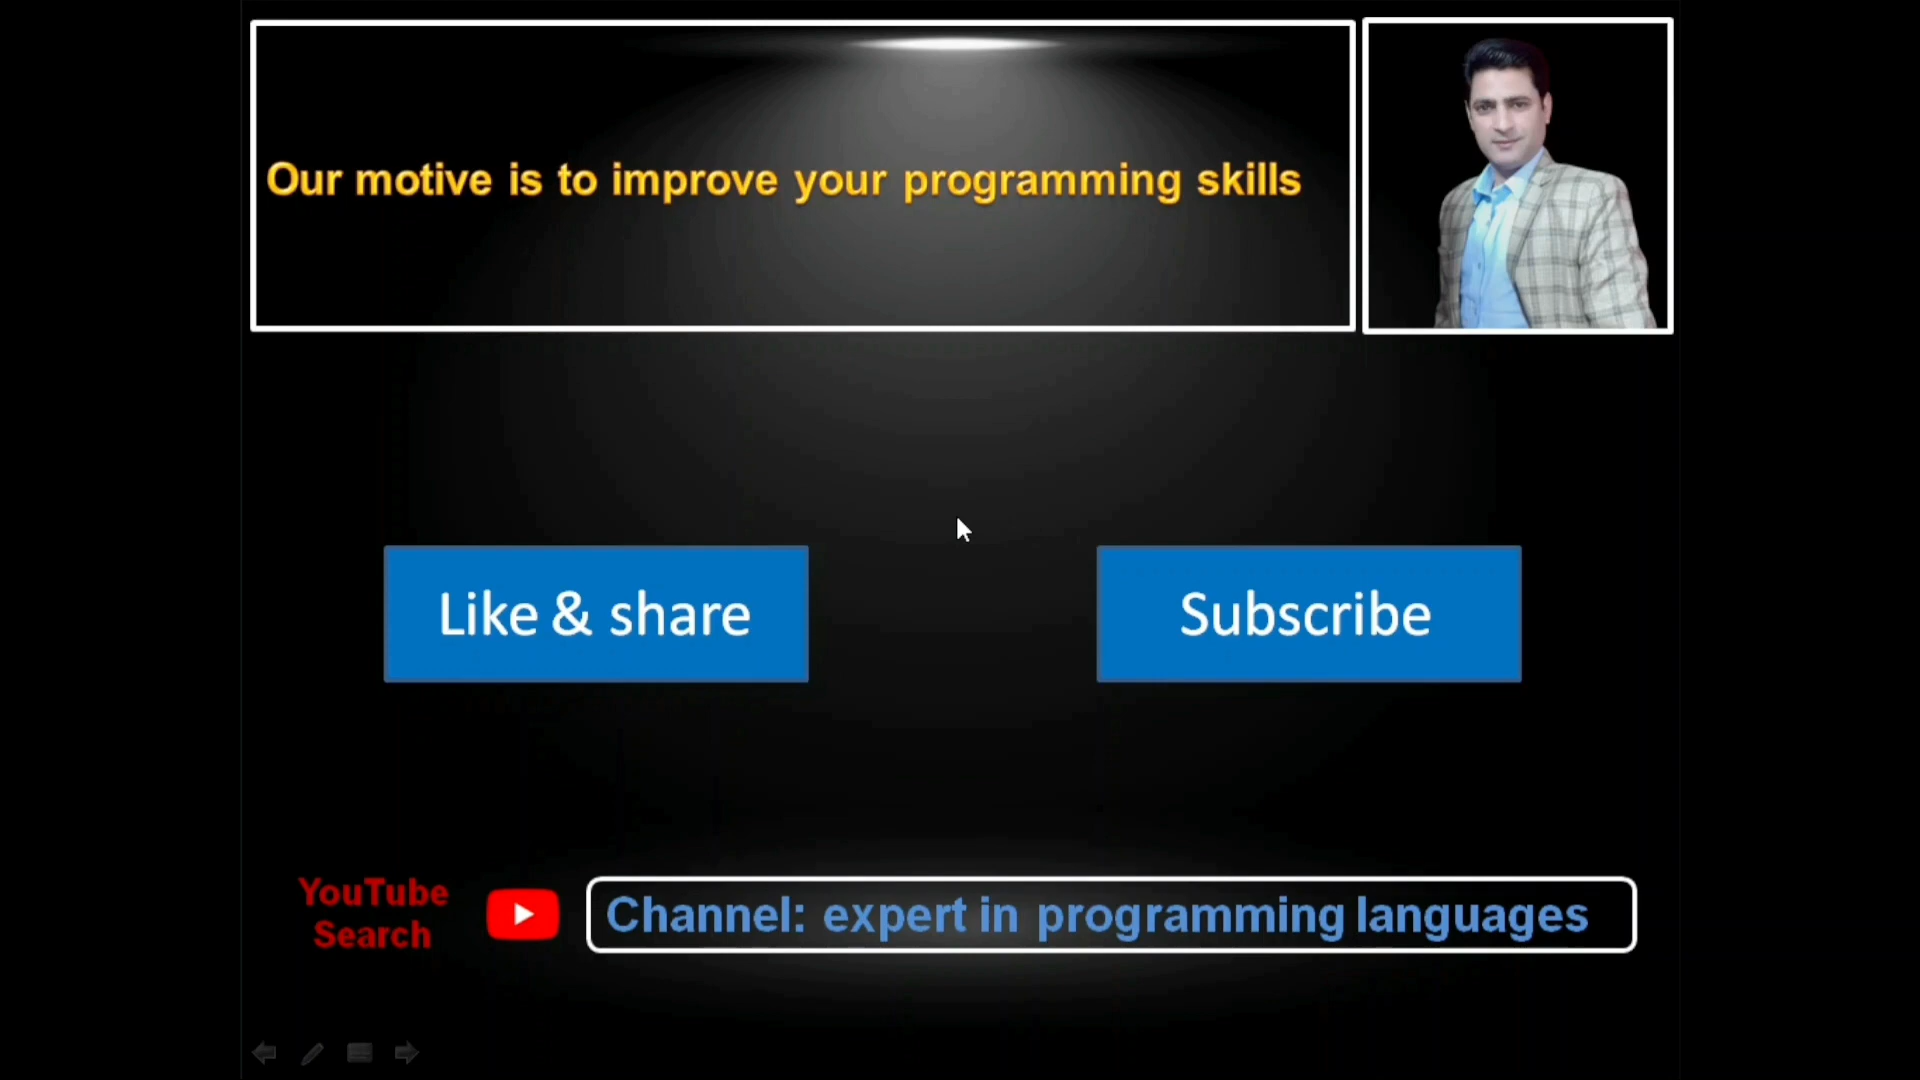 Our motive is to improve your programming skills
Like & share
Subscribe
YouTube
Search
Channel: expert in programming languages